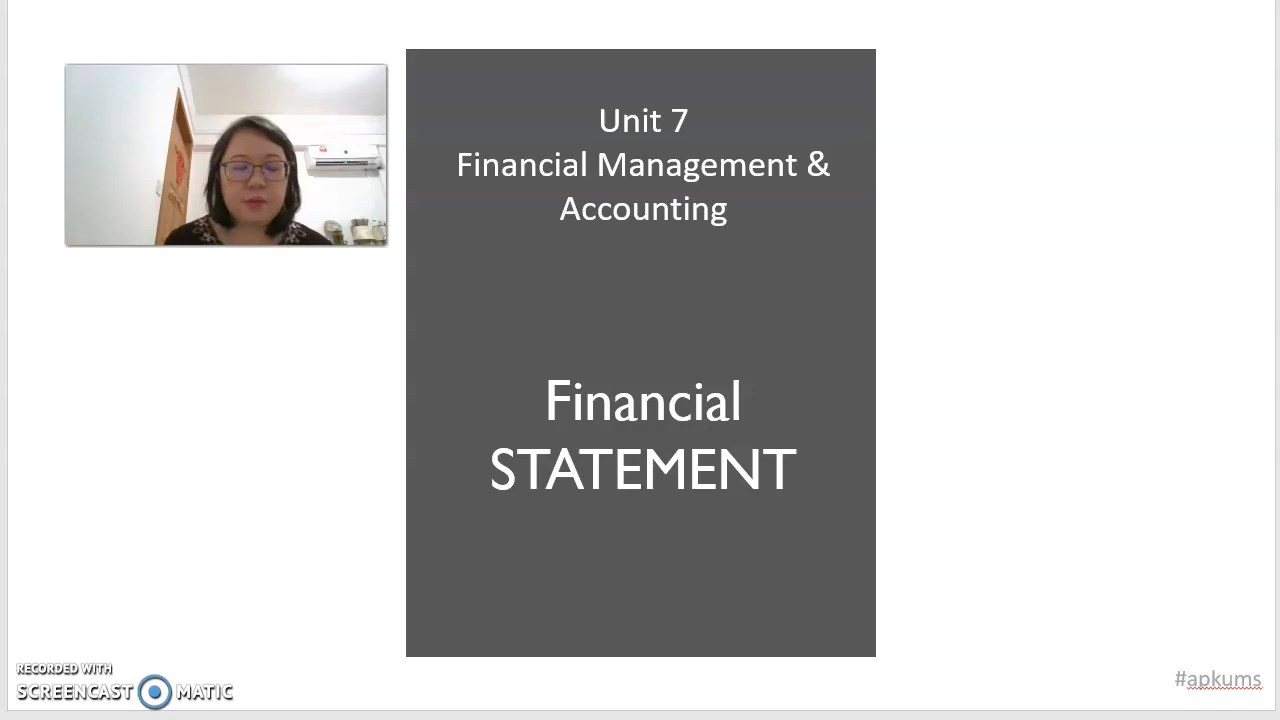 Unit 7
Financial Management &
Accounting
Financial
STATEMENT
RECORDED WITH
SCREENCAST MATIC
#apkums